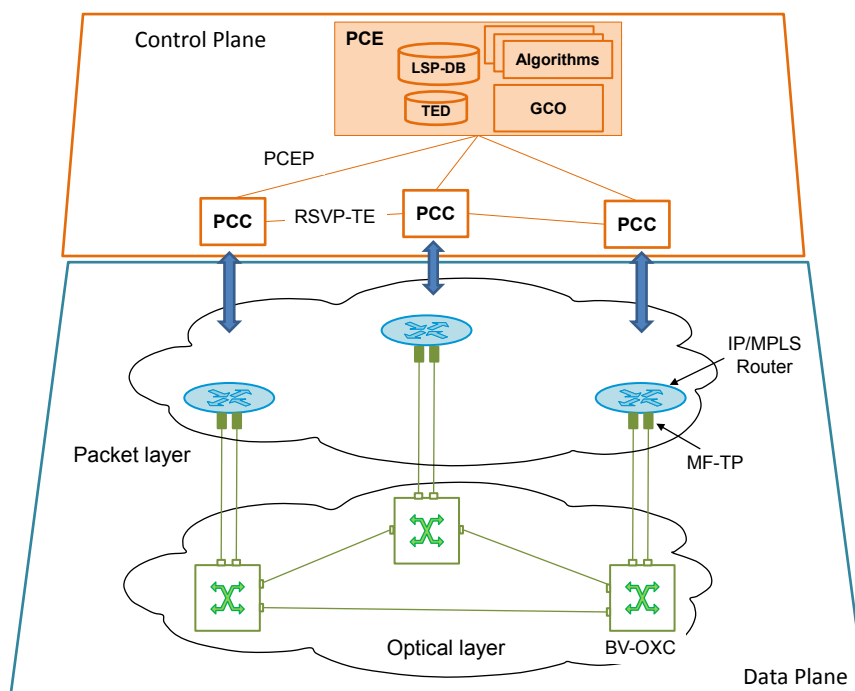 Control Plane
PCE
LSP-DB
Algorithms
TED
GCO
PCEP
PCC
RSVP-TE
PCC
PCC
IP/MPLS
Router
Packet layer
MF-TP
Optical layer
BV-OXC
Data Plane